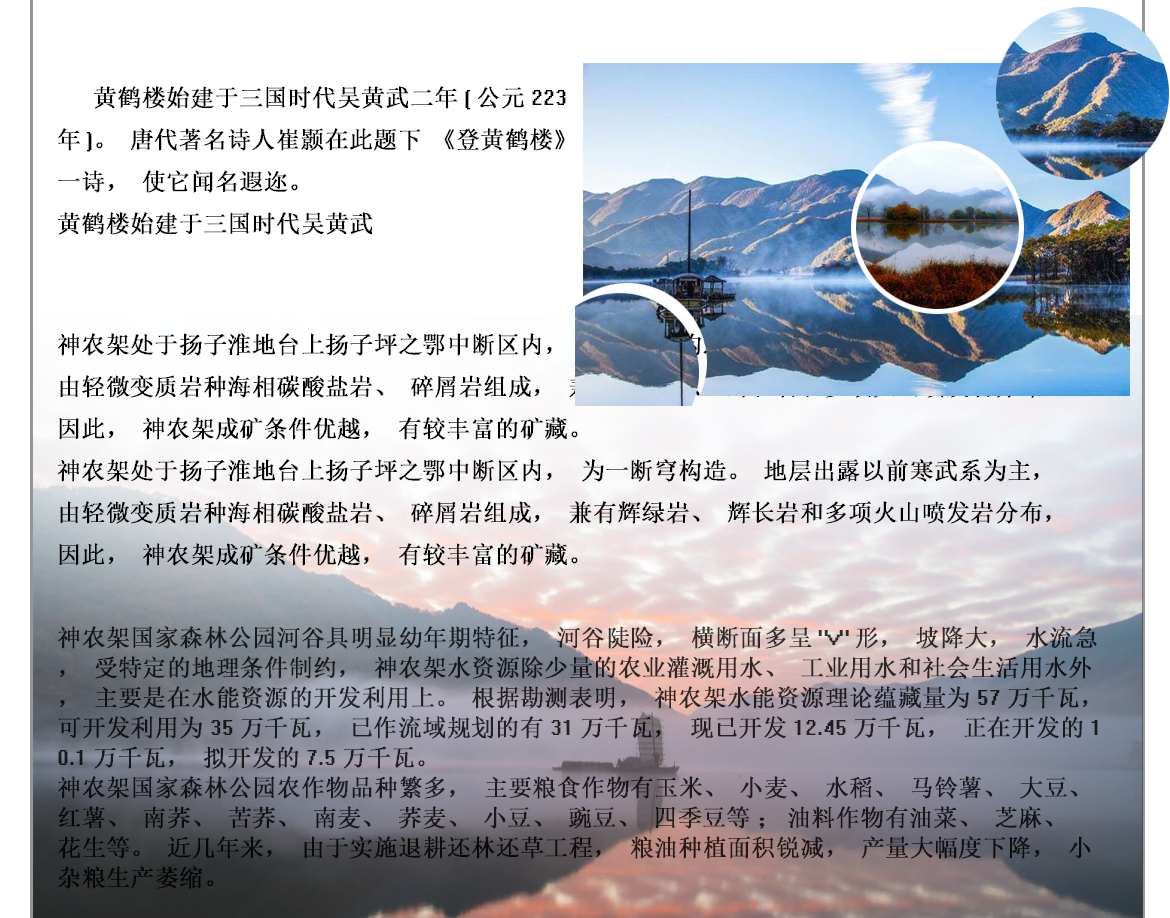 黄鹤楼始建于三国时代吴黄武二年(公元223
年)。 唐代著名诗人崔颢在此题下 《登黄鹤楼》
一诗, 使它闻名遐迩。
黄鹤楼始建于三国时代吴黄武
神农架处于扬子淮地台上扬子坪之鄂中断区内,
由轻微变质岩种海相碳酸盐岩、 碎屑岩组成,
因此, 神农架成矿条件优越, 有较丰富的矿藏。
神农架处于扬子淮地台上扬子坪之鄂中断区内, 为一断穹构造。 地层出露以前寒武系为主,
由轻微变质岩种海相碳酸盐岩、 碎屑岩组成, 兼有辉绿岩、 辉长岩和多项火山喷发岩分布,
因此, 神农架成矿条件优越, 有较丰富的矿藏。
神农架国家森林公园河谷具明显幼年期特征, 河谷陡险, 横断面多呈"V"形, 坡降大, 水流急
, 受特定的地理条件制约, 神农架水资源除少量的农业灌溉用水、 工业用水和社会生活用水外
, 主要是在水能资源的开发利用上。 根据勘测表明, 神农架水能资源理论蕴藏量为57万千瓦,
可开发利用为35万千瓦, 已作流域规划的有31万千瓦, 现已开发12.45万千瓦, 正在开发的1
0.1万千瓦, 拟开发的7.5万千瓦。
神农架国家森林公园农作物品种繁多, 主要粮食作物有玉米、 小麦、 水稻、 马铃薯、 大豆、
红薯、 南荞、 苦荞、 南麦、 荞麦、 小豆、 豌豆、 四季豆等; 油料作物有油菜、 芝麻、
花生等。 近几年来, 由于实施退耕还林还草工程, 粮油种植面积锐减, 产量大幅度下降, 小
杂粮生产萎缩。